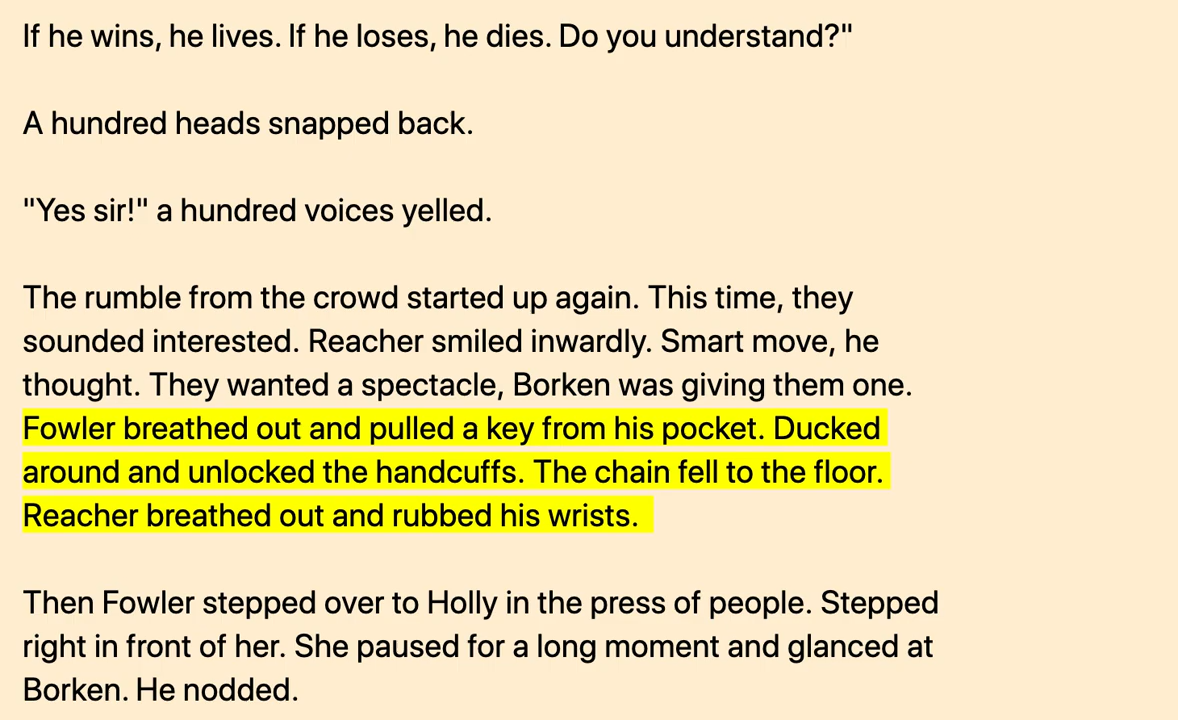 If he wins, he lives. If he loses, he dies. Do you understand?"
A hundred heads snapped back.
"Yes sir!" a hundred voices yelled.
The rumble from the crowd started up again. This time, they
sounded interested. Reacher smiled inwardly. Smart move, he
thought. They wanted a spectacle, Borken was giving them one.
Fowler breathed out and pulled a key from his pocket. Ducked
around and unlocked the handcuffs. The chain fell to the floor.
Reacher breathed out and rubbed his wrists.
Then Fowler stepped over to Holly in the press of people. Stepped
right in front of her. She paused for a long moment and glanced at
Borken. He nodded.